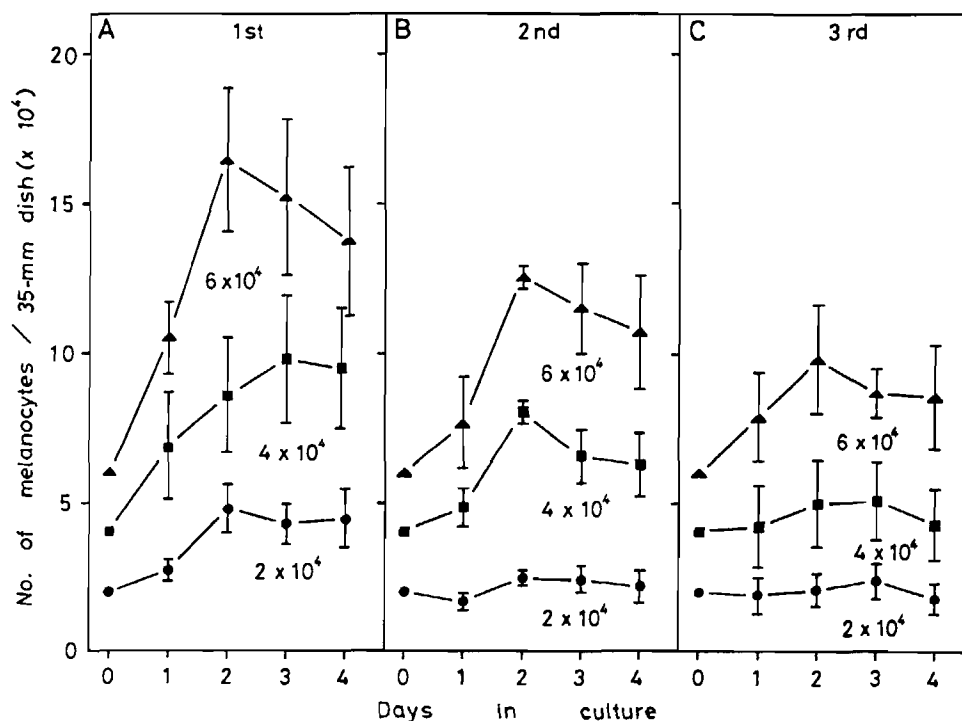 A 1st
B 2nd
C 3rd
No. of melanocytes / 35-mm dish (x 10⁴)
20
15
10
5
0
6 x10⁴
4 x 10⁴
2 x 10⁴
6 x 10⁴
4 x 10⁴
2 x 10⁴
6 x 10⁴
4 x 10⁴
2 x 10⁴
0 1 2 3 4
0 1 2 3 4
0 1 2 3 4
Days in culture